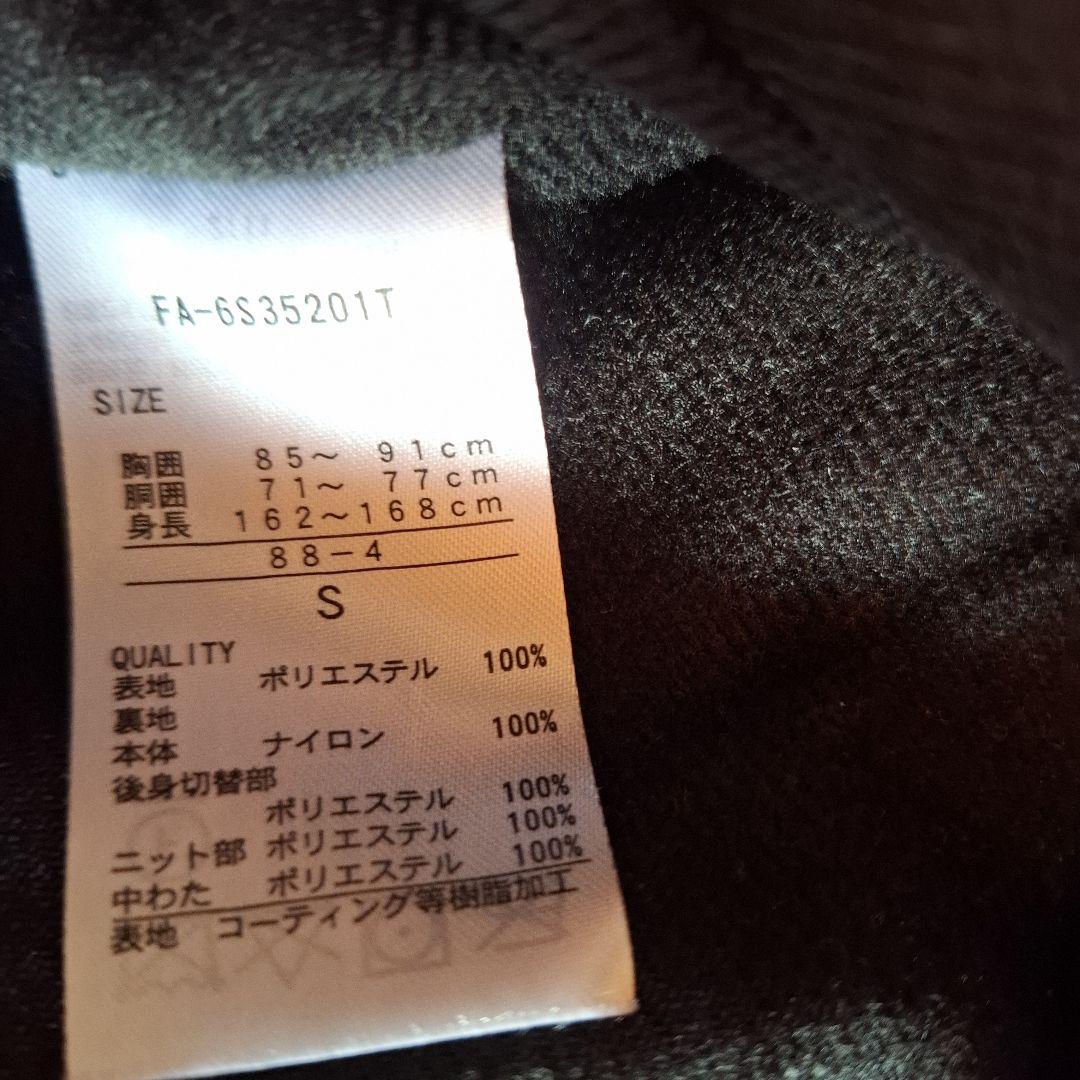 FA-6S35201T
SIZE
胸囲 85～ 91cm
胴囲 71～ 77cm
身長 162～168cm
88-4
S
QUALITY
表地 ポリエステル 100%
裏地
本体 ナイロン 100%
後身切替部
ポリエステル 100%
ニット部 ポリエステル 100%
中わた ポリエステル 100%
表地 コーティング等樹脂加工